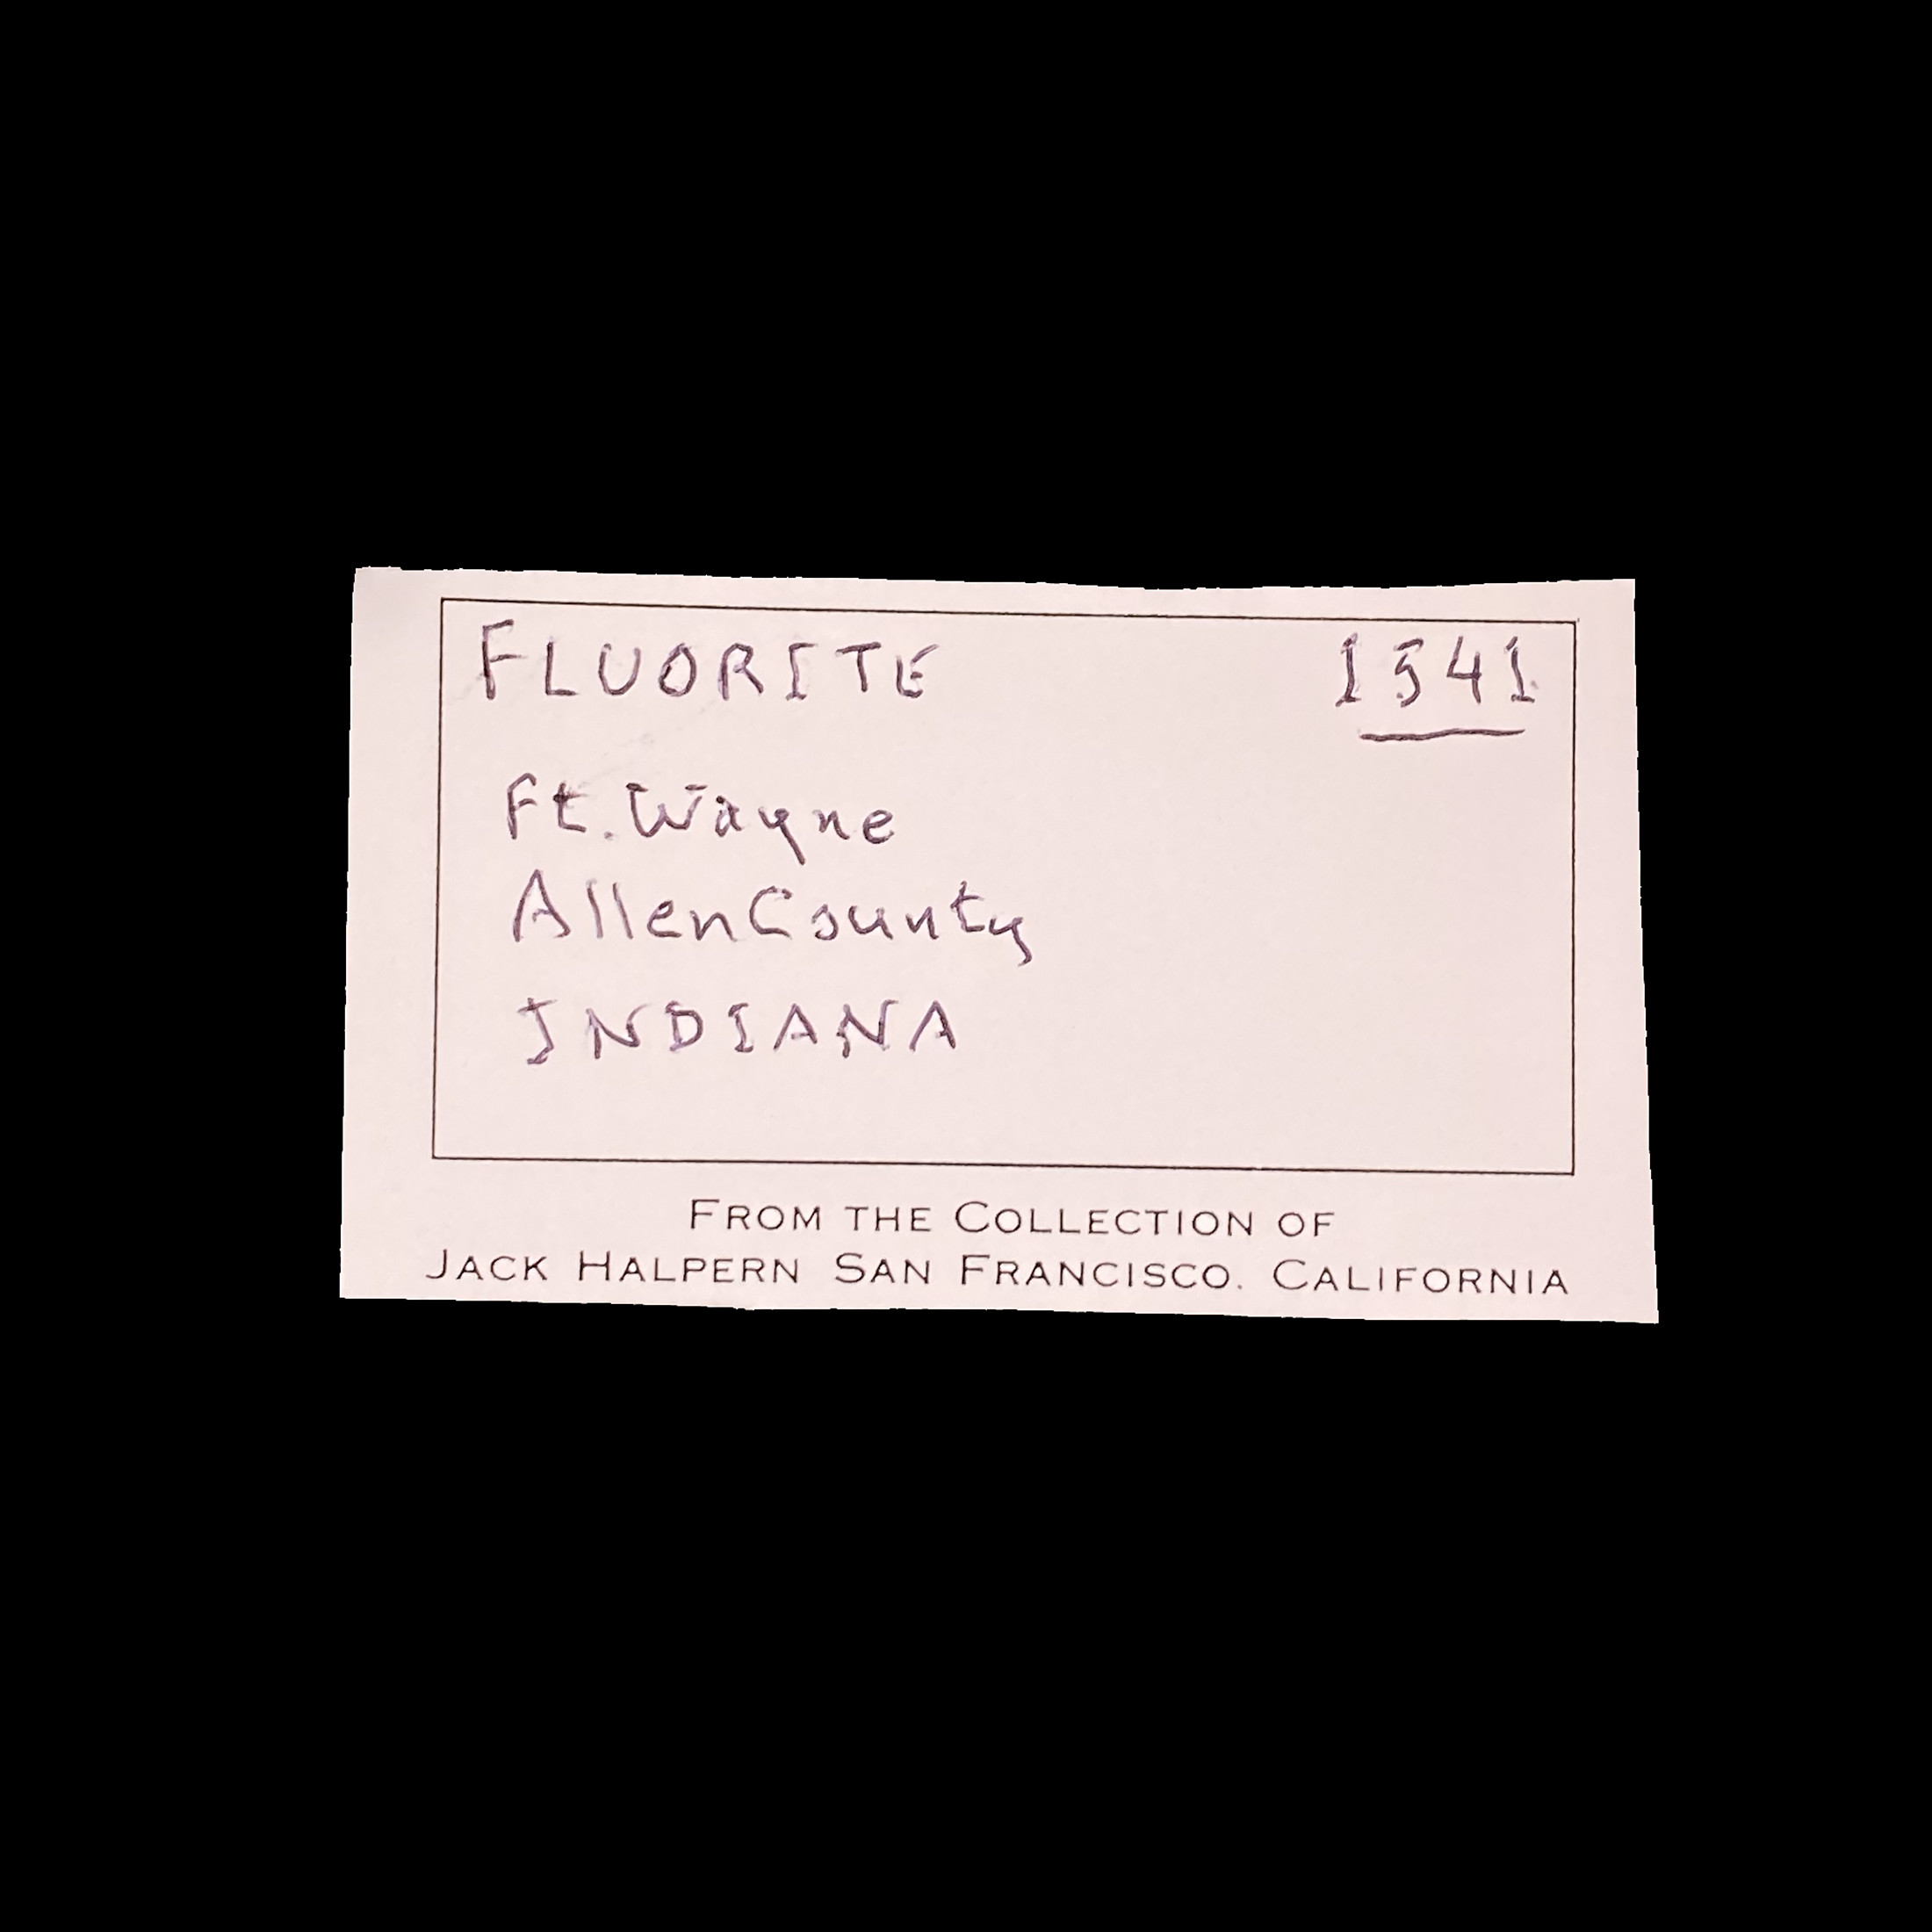 FLUORITE 1541
Ft. Wayne
Allen County
INDIANA
FROM THE COLLECTION OF
JACK HALPERN SAN FRANCISCO. CALIFORNIA